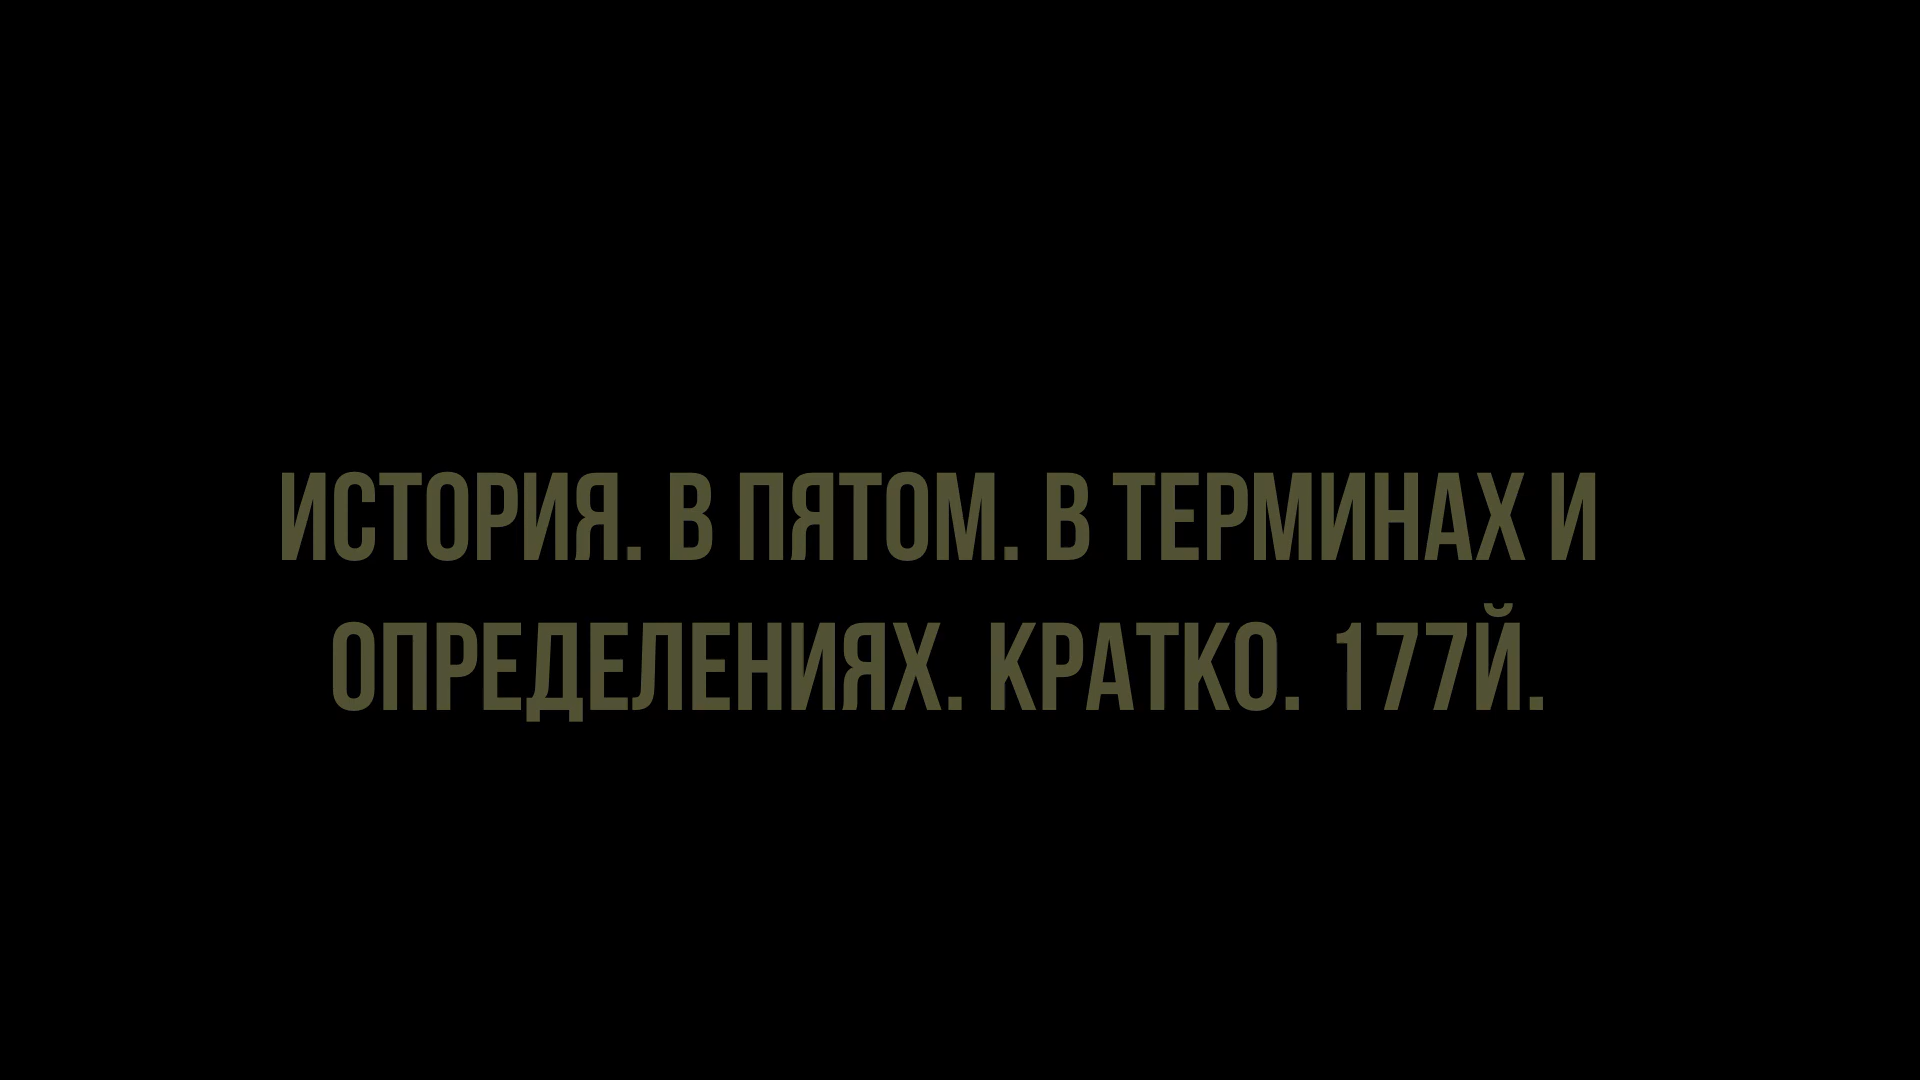 ИСТОРИЯ. В ПЯТОМ. В ТЕРМИНАХ И
ОПРЕДЕЛЕНИЯХ. КРАТКО. 177Й.